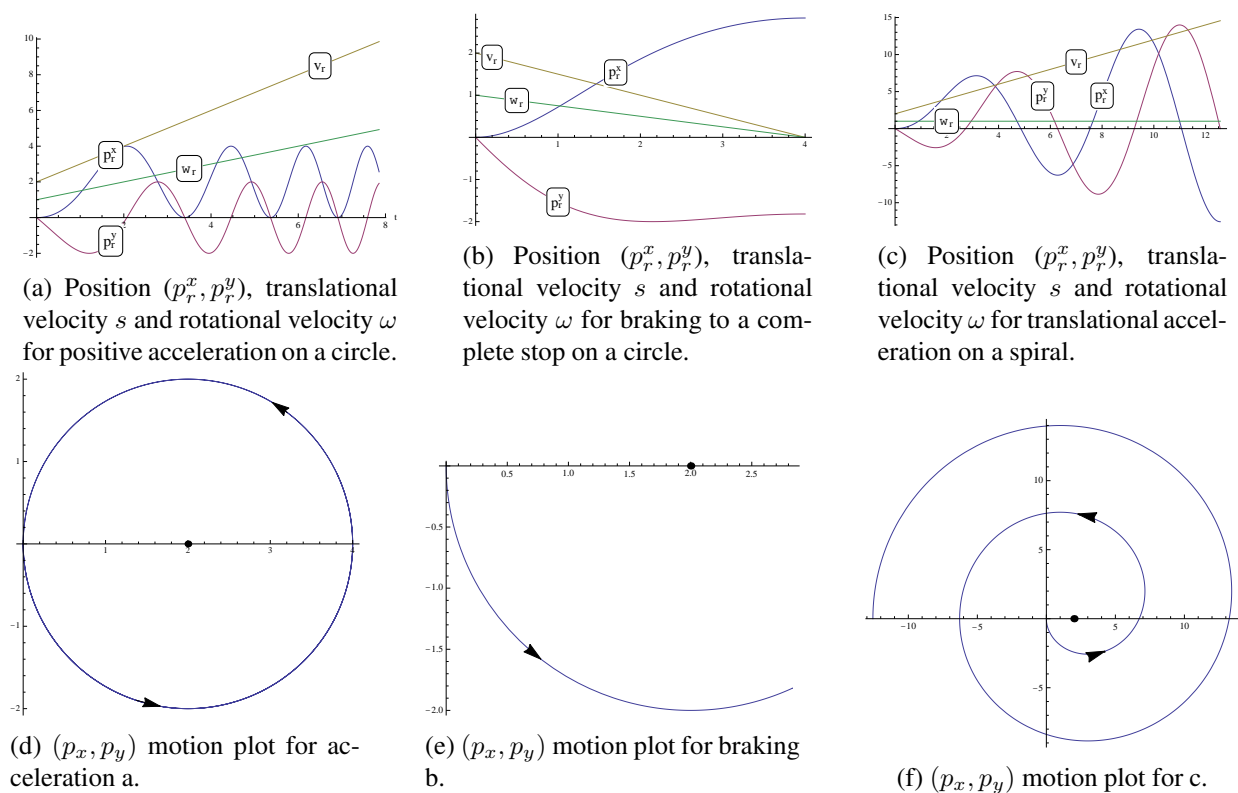 10
8
6
4
2
−2
2
4
6
8
t
v_r
p_r^x
w_r
p_r^y
2
1
−1
−2
1
2
3
4
v_r
w_r
p_r^x
p_r^y
15
10
5
−5
−10
2
4
6
8
10
12
v_r
p_r^y
p_r^x
w_r
(a) Position (p_r^x, p_r^y), translational
velocity s and rotational velocity ω
for positive acceleration on a circle.
(b) Position (p_r^x, p_r^y), transla-
tional velocity s and rotational
velocity ω for braking to a com-
plete stop on a circle.
(c) Position (p_r^x, p_r^y), transla-
tional velocity s and rotational
velocity ω for translational accel-
eration on a spiral.
2
1
−1
−2
1
2
3
4
0.5
1.0
1.5
2.0
2.5
−0.5
−1.0
−1.5
−2.0
10
5
−5
−10
−5
5
10
(d) (p_x, p_y) motion plot for ac-
celeration a.
(e) (p_x, p_y) motion plot for braking
b.
(f) (p_x, p_y) motion plot for c.